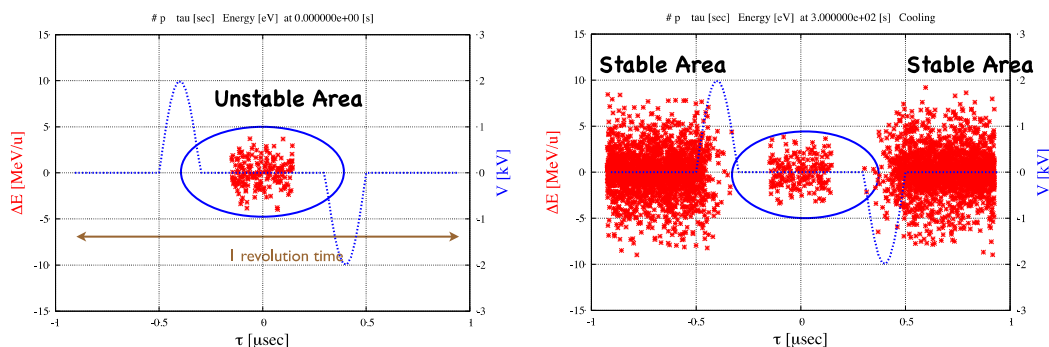 # p tau [sec] Energy [eV] at 0.000000e+00 [s]
15
10
5
0
-5
-10
-15
ΔE [MeV/u]
Unstable Area
1 revolution time
3
2
1
0
-1
-2
-3
V [kV]
-1 -0.5 0 0.5 1
τ [μsec]
# p tau [sec] Energy [eV] at 3.000000e+02 [s] Cooling
15
10
5
0
-5
-10
-15
ΔE [MeV/u]
Stable Area
Stable Area
3
2
1
0
-1
-2
-3
V [kV]
-1 -0.5 0 0.5 1
τ [μsec]